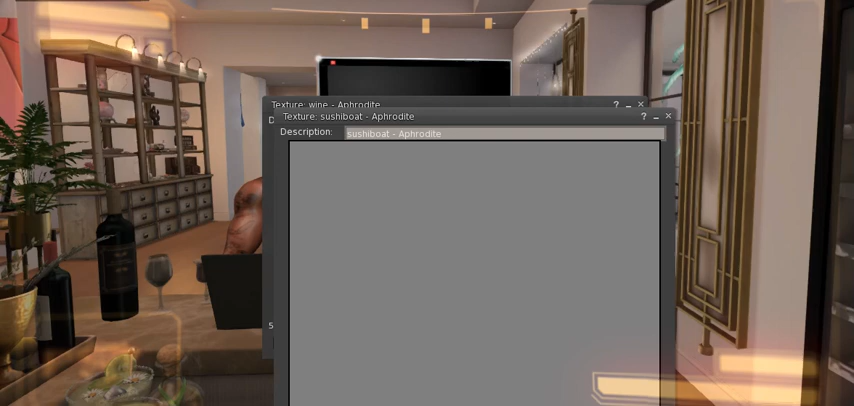 Texture: wine - Aphrodite
? _ ×
Texture: sushiboat - Aphrodite
? _ ×
Description:
sushiboat - Aphrodite